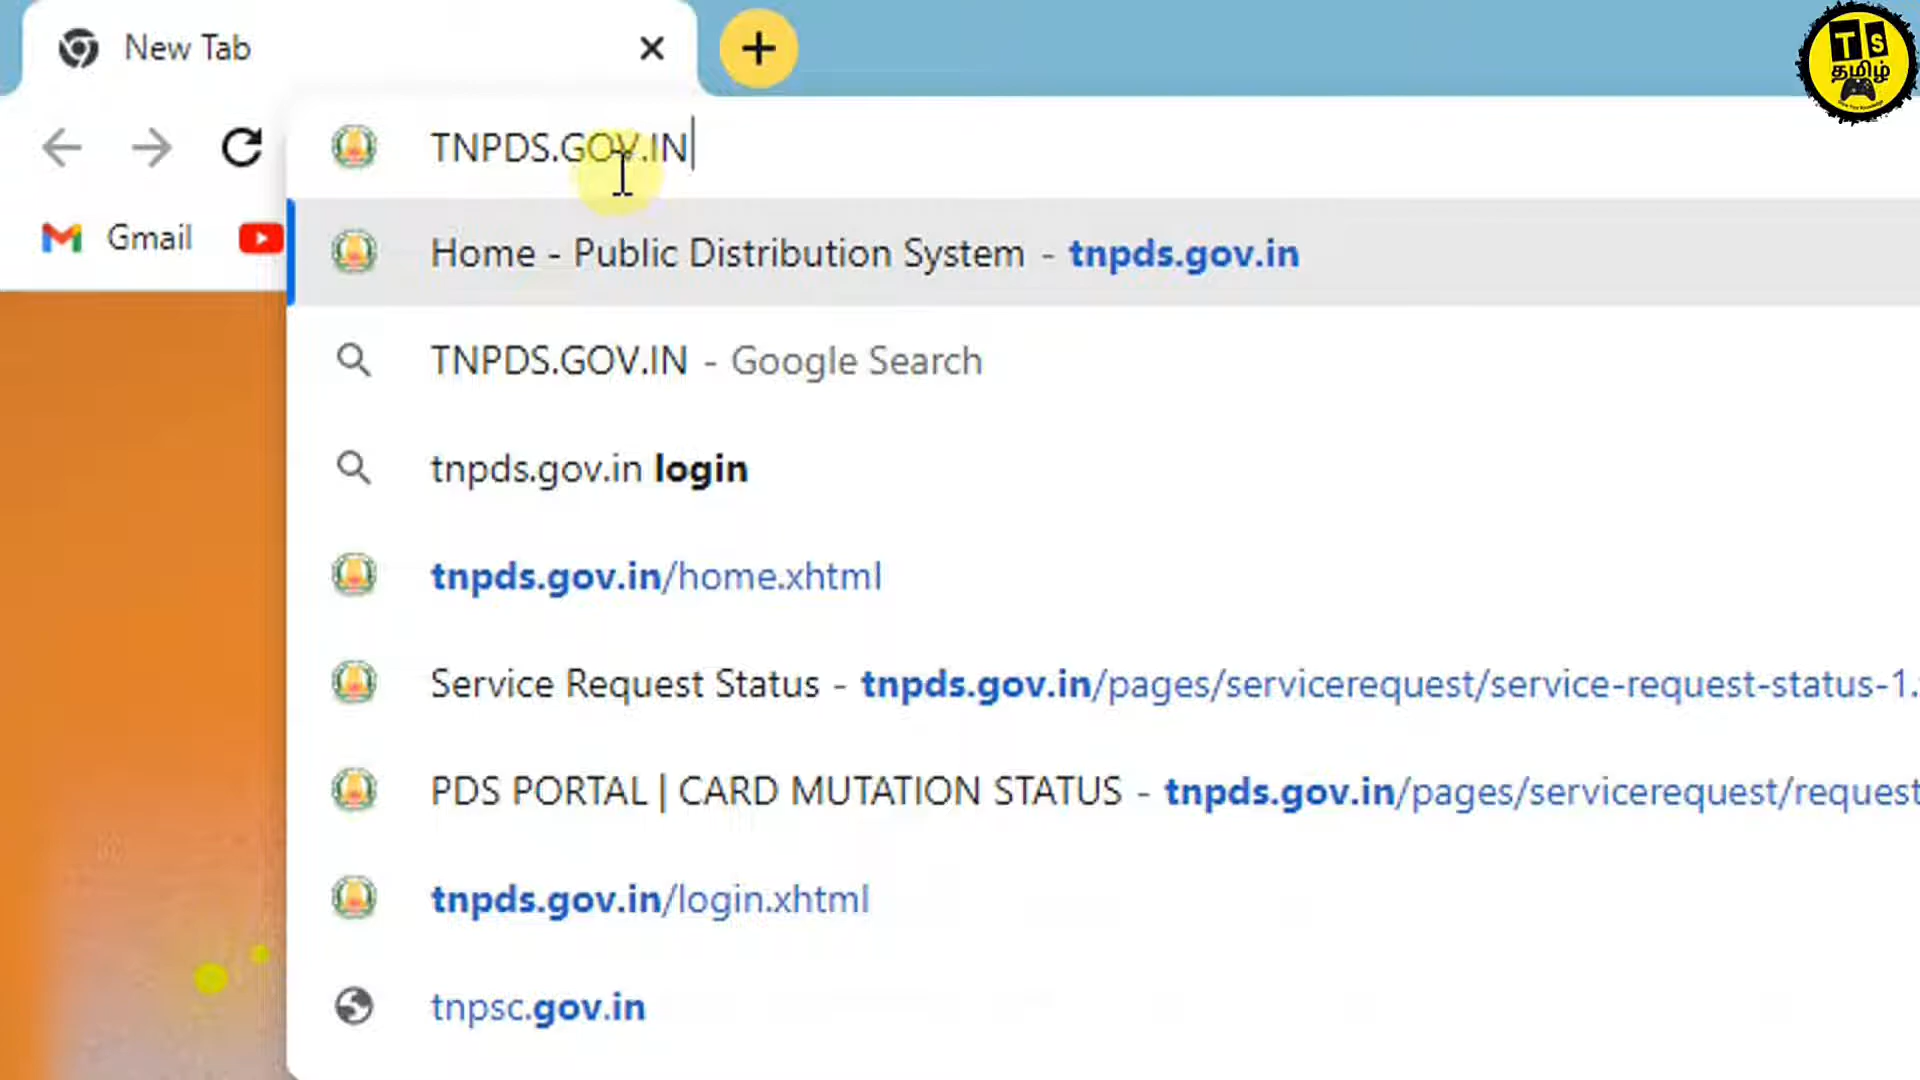 New Tab
TS
தமிழ்
TNPDS.GOV.IN
Gmail
Home - Public Distribution System - tnpds.gov.in
TNPDS.GOV.IN - Google Search
tnpds.gov.in login
tnpds.gov.in/home.xhtml
Service Request Status - tnpds.gov.in/pages/servicerequest/service-request-status-1.
PDS PORTAL | CARD MUTATION STATUS - tnpds.gov.in/pages/servicerequest/request
tnpds.gov.in/login.xhtml
tnpsc.gov.in